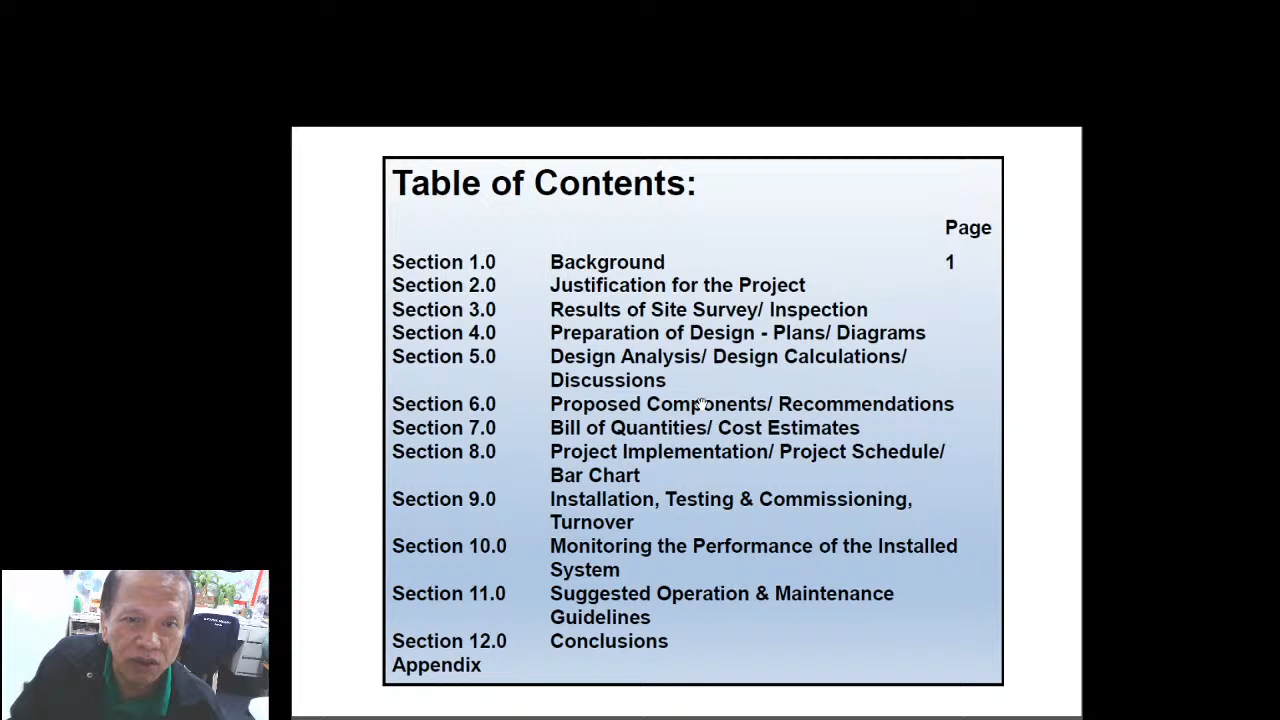 Table of Contents:
Page
Section 1.0 Background 1
Section 2.0 Justification for the Project
Section 3.0 Results of Site Survey/ Inspection
Section 4.0 Preparation of Design - Plans/ Diagrams
Section 5.0 Design Analysis/ Design Calculations/
Discussions
Section 6.0 Proposed Components/ Recommendations
Section 7.0 Bill of Quantities/ Cost Estimates
Section 8.0 Project Implementation/ Project Schedule/
Bar Chart
Section 9.0 Installation, Testing & Commissioning,
Turnover
Section 10.0 Monitoring the Performance of the Installed
System
Section 11.0 Suggested Operation & Maintenance
Guidelines
Section 12.0 Conclusions
Appendix